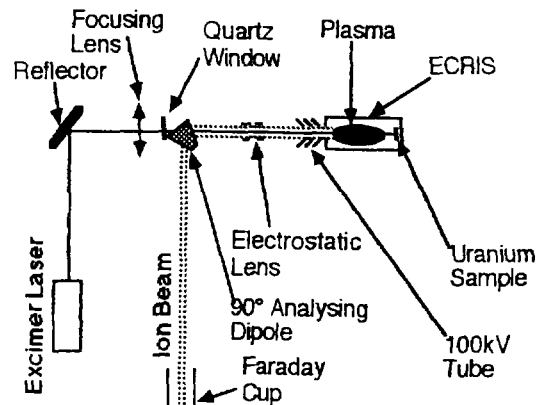 Focusing
Lens
Reflector
Quartz
Window
Plasma
ECRIS
Excimer Laser
Ion Beam
Electrostatic
Lens
90° Analysing
Dipole
Uranium
Sample
100kV
Tube
Faraday
Cup